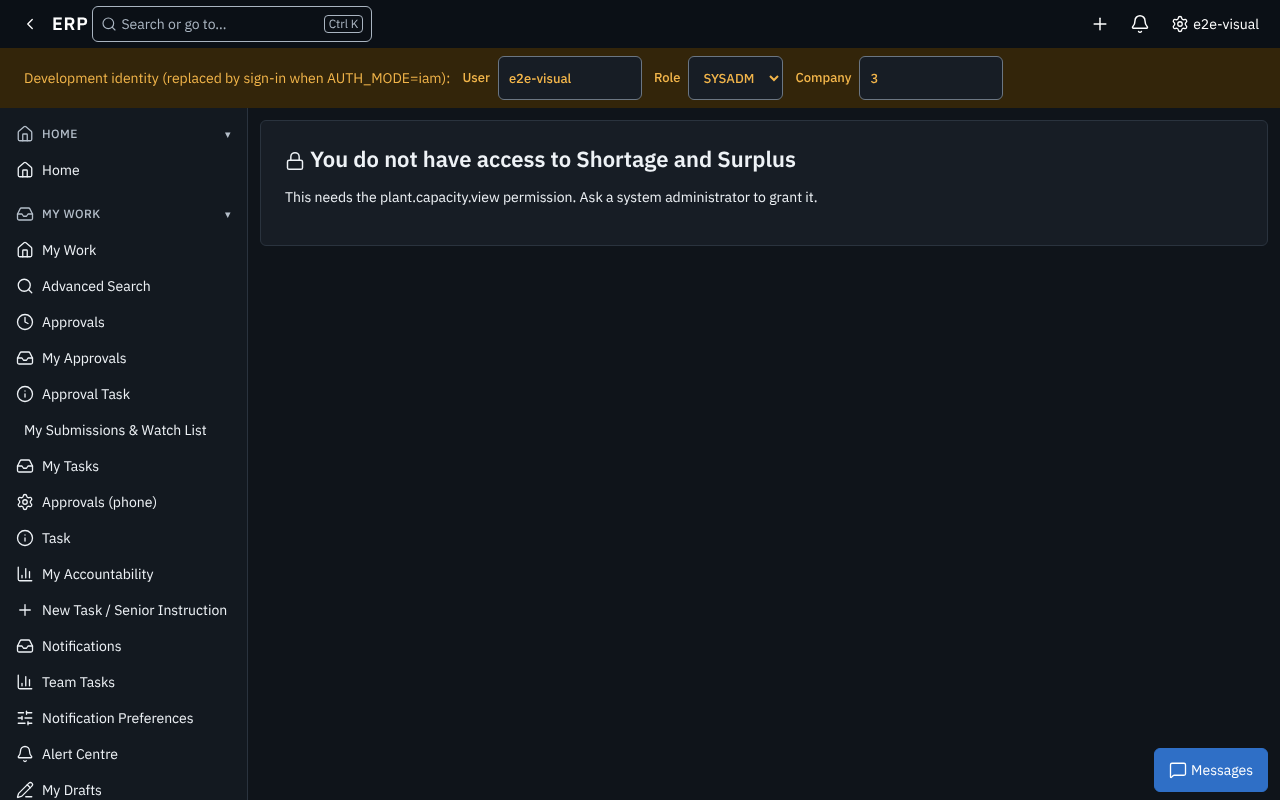 ERP
Search or go to...
Ctrl K
e2e-visual
Development identity (replaced by sign-in when AUTH_MODE=iam): User e2e-visual Role SYSADM Company 3
HOME
Home
MY WORK
My Work
Advanced Search
Approvals
My Approvals
Approval Task
My Submissions & Watch List
My Tasks
Approvals (phone)
Task
My Accountability
New Task / Senior Instruction
Notifications
Team Tasks
Notification Preferences
Alert Centre
My Drafts
You do not have access to Shortage and Surplus
This needs the plant.capacity.view permission. Ask a system administrator to grant it.
Messages